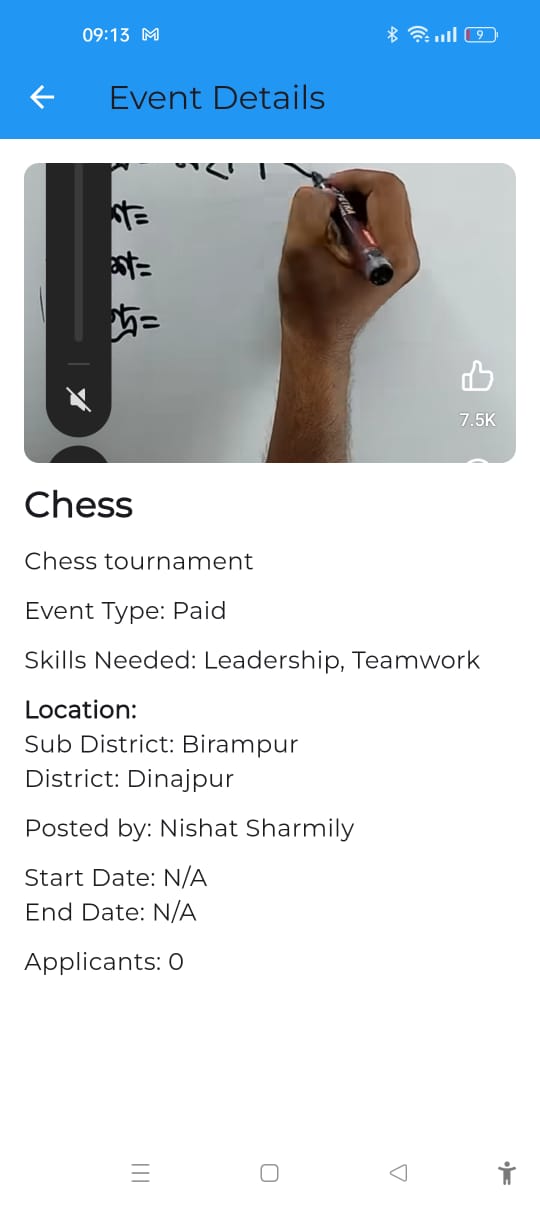 09:13
9
Event Details
7.5K
Chess
Chess tournament
Event Type: Paid
Skills Needed: Leadership, Teamwork
Location:
Sub District: Birampur
District: Dinajpur
Posted by: Nishat Sharmily
Start Date: N/A
End Date: N/A
Applicants: 0